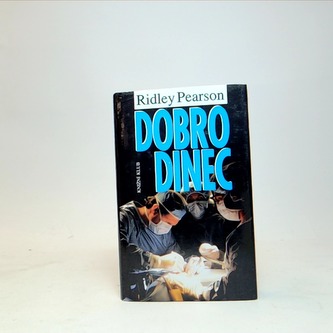 Ridley Pearson
DOBRO
DINEC
KNIŽNÍ KLUB